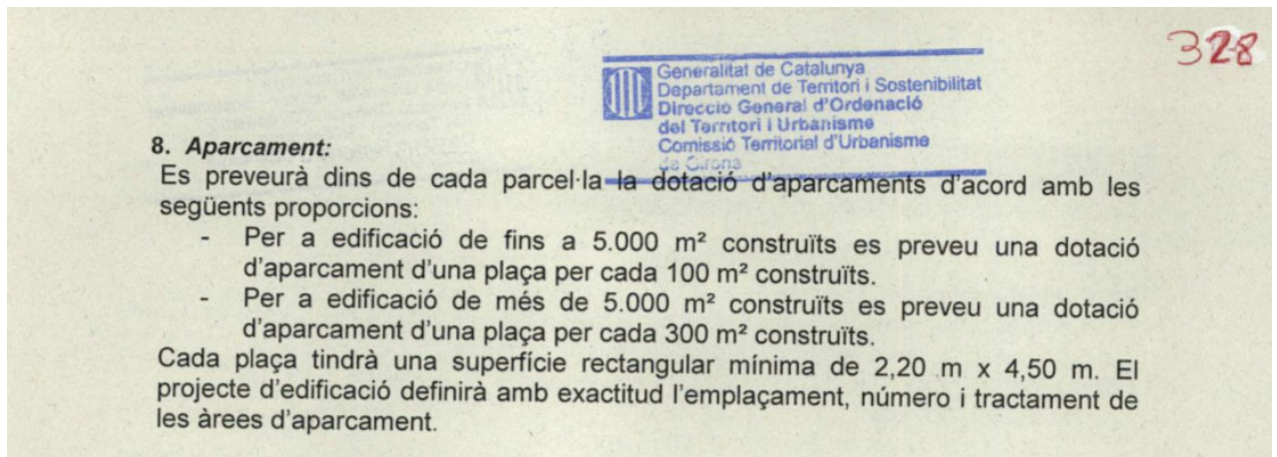 328
Generalitat de Catalunya
Departament de Territori i Sostenibilitat
Direcció General d'Ordenació
del Territori i Urbanisme
Comissió Territorial d'Urbanisme
de Girona
8. Aparcament:
Es preveurà dins de cada parcel·la la dotació d'aparcaments d'acord amb les
següents proporcions:
- Per a edificació de fins a 5.000 m² construïts es preveu una dotació
d'aparcament d'una plaça per cada 100 m² construïts.
- Per a edificació de més de 5.000 m² construïts es preveu una dotació
d'aparcament d'una plaça per cada 300 m² construïts.
Cada plaça tindrà una superfície rectangular mínima de 2,20 m x 4,50 m. El
projecte d'edificació definirà amb exactitud l'emplaçament, número i tractament de
les àrees d'aparcament.